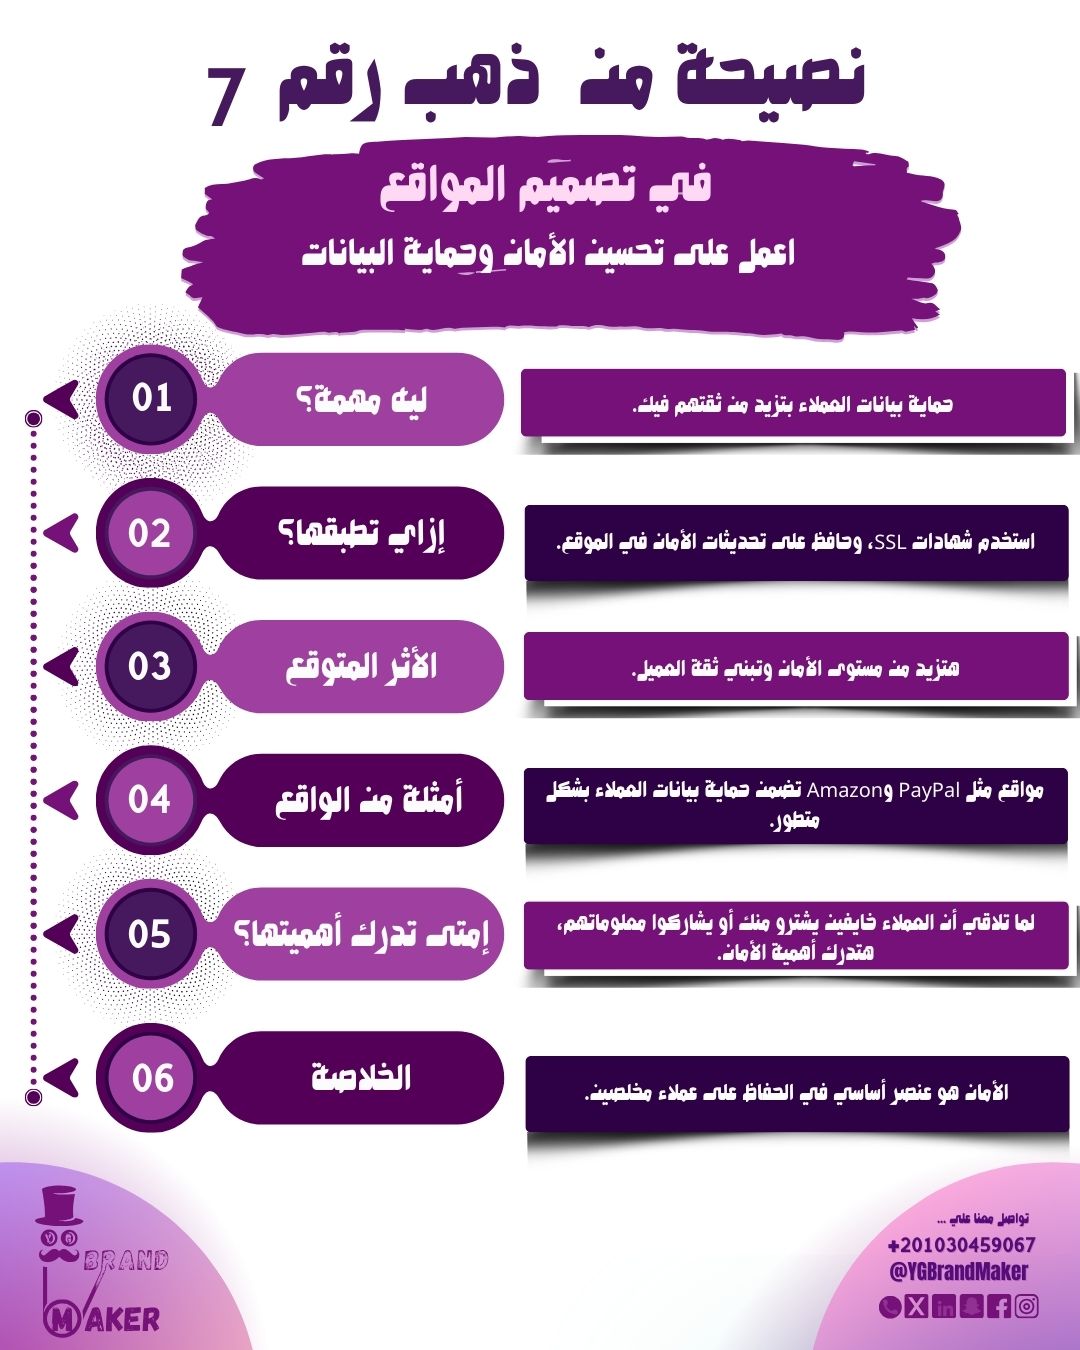 نصيحة من ذهب رقم 7
في تصميم المواقع
اعمل على تحسين الأمان وحماية البيانات
01
ليه مهمة؟
حماية بيانات العملاء بتزيد من ثقتهم فيك.
02
إزاي تطبقها؟
استخدم شهادات SSL، وحافظ على تحديثات الأمان في الموقع.
03
الأثر المتوقع
هتزيد من مستوى الأمان وتبني ثقة العميل.
04
أمثلة من الواقع
مواقع مثل PayPal وAmazon تضمن حماية بيانات العملاء بشكل
متطور.
05
إمتى تدرك أهميتها؟
لما تلاقي أن العملاء خايفين يشترو منك أو يشاركوا معلوماتهم،
هتدرك أهمية الأمان.
06
الخلاصة
الأمان هو عنصر أساسي في الحفاظ على عملاء مخلصين.
BRAND
MAKER
تواصل معنا علي ...
+201030459067
@YGBrandMaker